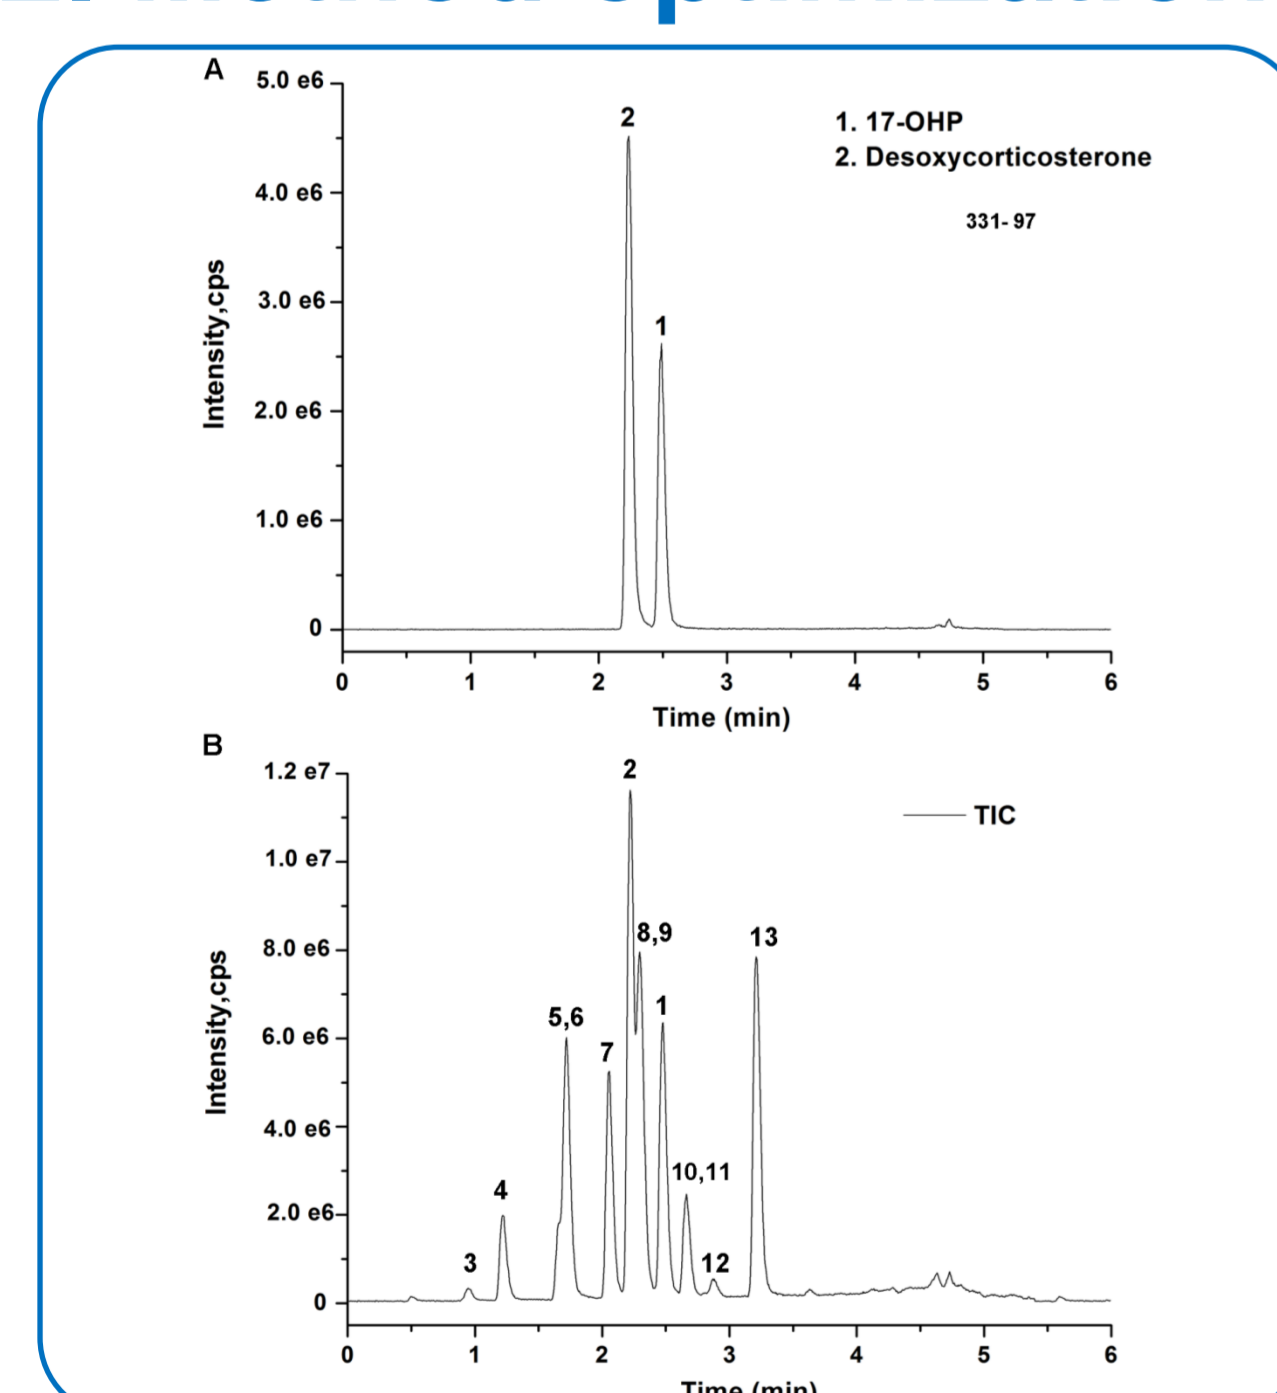 A
5.0 e6
4.0 e6
3.0 e6
2.0 e6
1.0 e6
0
Intensity,cps
2
1
1. 17-OHP
2. Desoxycorticosterone
331- 97
0 1 2 3 4 5 6
Time (min)
B
1.2 e7
1.0 e7
8.0 e6
6.0 e6
4.0 e6
2.0 e6
0
Intensity,cps
TIC
3
4
5,6
7
2
8,9
1
10,11
12
13
0 1 2 3 4 5 6
Time (min)